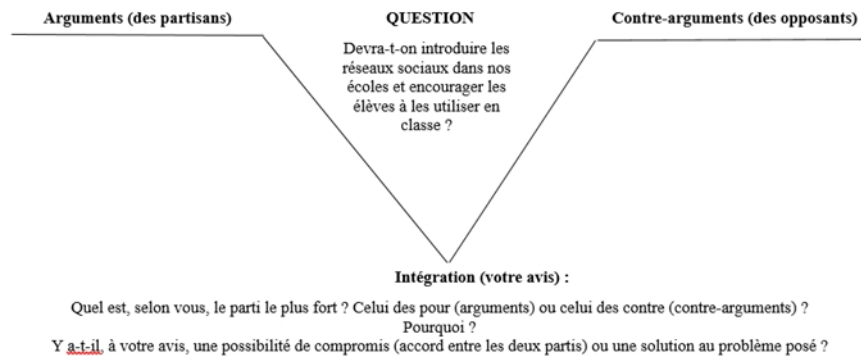 Arguments (des partisans)
QUESTION
Contre-arguments (des opposants)
Devra-t-on introduire les
réseaux sociaux dans nos
écoles et encourager les
élèves à les utiliser en
classe ?
Intégration (votre avis) :
Quel est, selon vous, le parti le plus fort ? Celui des pour (arguments) ou celui des contre (contre-arguments) ?
Pourquoi ?
Y a-t-il, à votre avis, une possibilité de compromis (accord entre les deux partis) ou une solution au problème posé ?